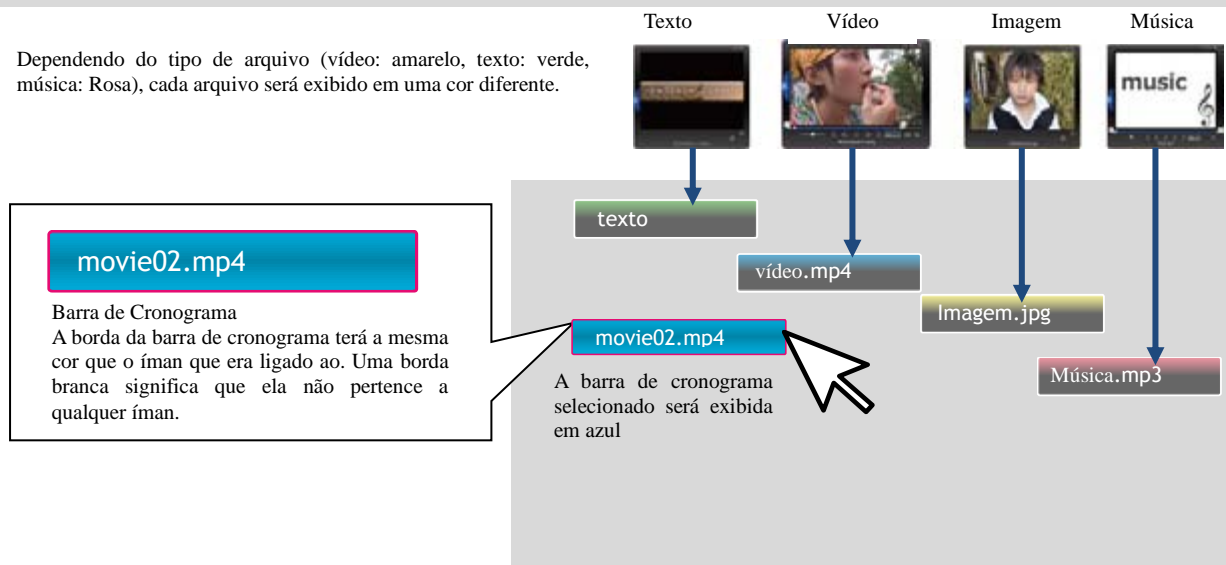 Texto
Vídeo
Imagem
Música
Dependendo do tipo de arquivo (vídeo: amarelo, texto: verde,
música: Rosa), cada arquivo será exibido em uma cor diferente.
music
texto
vídeo.mp4
Imagem.jpg
Música.mp3
movie02.mp4
Barra de Cronograma
A borda da barra de cronograma terá a mesma
cor que o íman que era ligado ao. Uma borda
branca significa que ela não pertence a
qualquer íman.
movie02.mp4
A barra de cronograma
selecionado será exibida
em azul